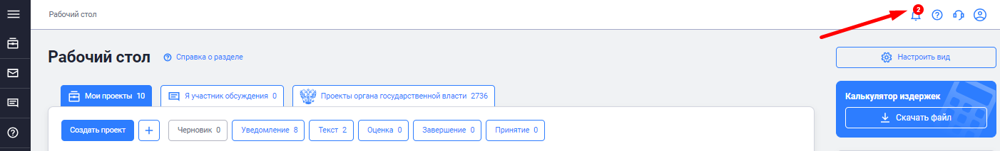 Рабочий стол
2
Рабочий стол
Справка о разделе
Настроить вид
Мои проекты 10
Я участник обсуждения 0
Проекты органа государственной власти 2736
Калькулятор издержек
Скачать файл
Создать проект
+
Черновик 0
Уведомление 8
Текст 2
Оценка 0
Завершение 0
Принятие 0